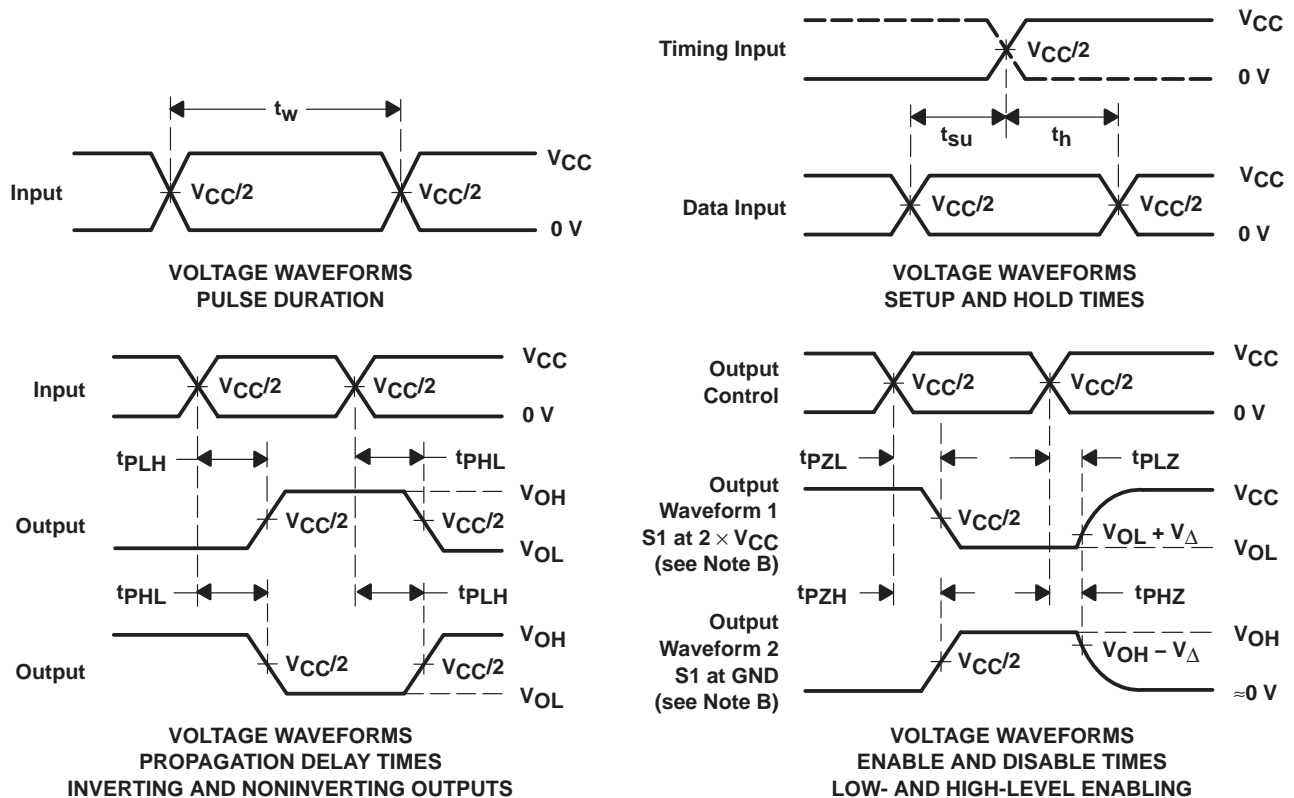 tw
Input
VCC
VCC/2
VCC/2
0 V
VOLTAGE WAVEFORMS
PULSE DURATION
Timing Input
VCC
VCC/2
0 V
tsu
th
Data Input
VCC
VCC/2
VCC/2
0 V
VOLTAGE WAVEFORMS
SETUP AND HOLD TIMES
Input
VCC
VCC/2
VCC/2
0 V
tPLH
tPHL
Output
VOH
VCC/2
VCC/2
VOL
tPHL
tPLH
Output
VOH
VCC/2
VCC/2
VOL
VOLTAGE WAVEFORMS
PROPAGATION DELAY TIMES
INVERTING AND NONINVERTING OUTPUTS
Output
Control
VCC
VCC/2
VCC/2
0 V
tPZL
tPLZ
Output
Waveform 1
S1 at 2 × VCC
(see Note B)
VCC
VCC/2
VOL + VΔ
VOL
tPZH
tPHZ
Output
Waveform 2
S1 at GND
(see Note B)
VOH
VCC/2
VOH – VΔ
≈0 V
VOLTAGE WAVEFORMS
ENABLE AND DISABLE TIMES
LOW- AND HIGH-LEVEL ENABLING